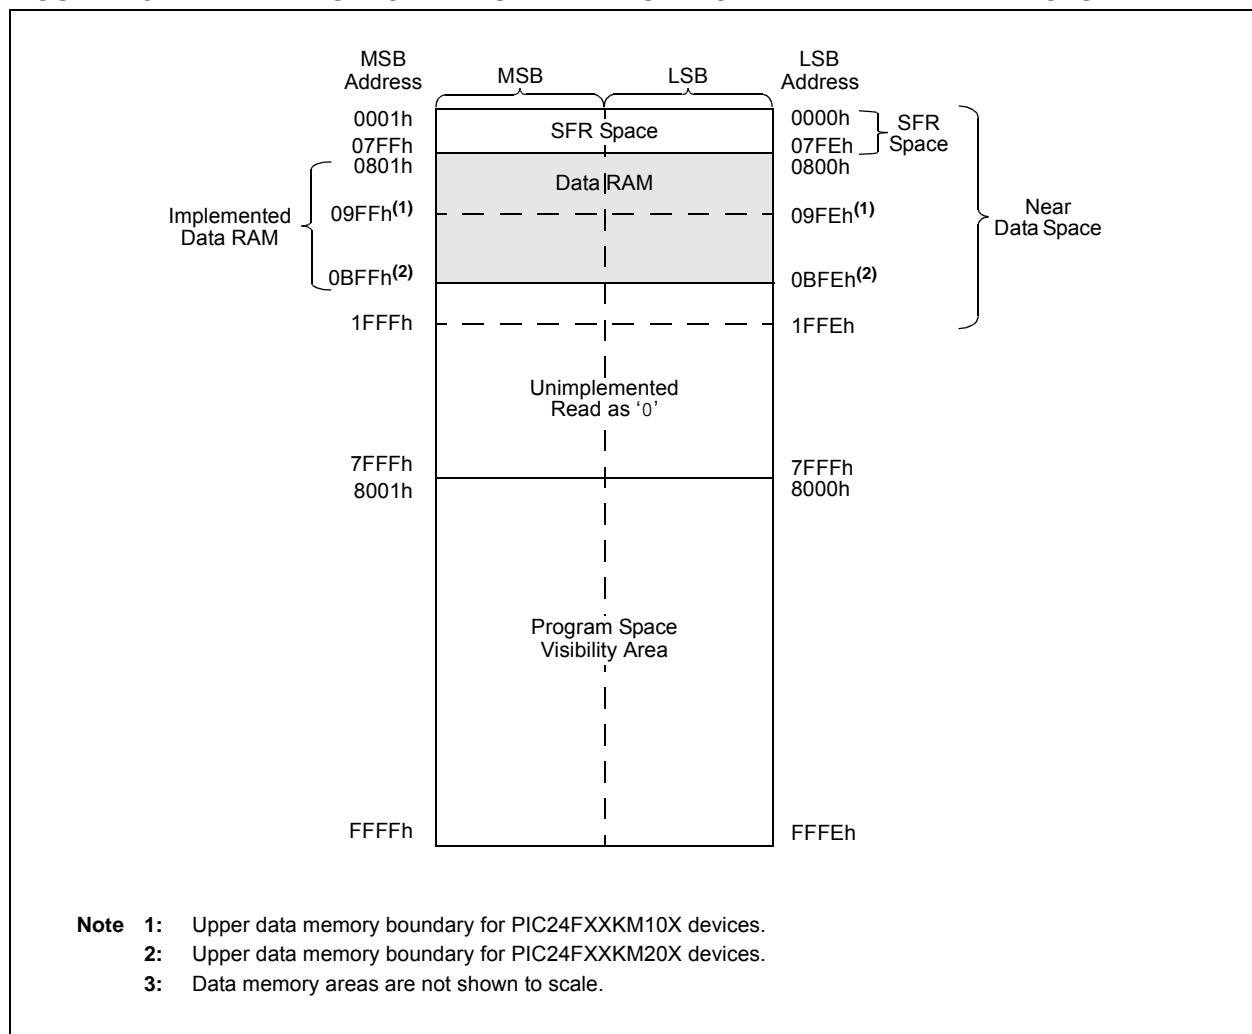 MSB
Address
MSB
LSB
LSB
Address
0001h
SFR Space
0000h
SFR
Space
07FFh
07FEh
0801h
0800h
Data RAM
Implemented
Data RAM
09FFh(1)
09FEh(1)
Near
Data Space
0BFFh(2)
0BFEh(2)
1FFFh
1FFEh
Unimplemented
Read as ‘0’
7FFFh
7FFFh
8001h
8000h
Program Space
Visibility Area
FFFFh
FFFEh
Note 1: Upper data memory boundary for PIC24FXXKM10X devices.
2: Upper data memory boundary for PIC24FXXKM20X devices.
3: Data memory areas are not shown to scale.